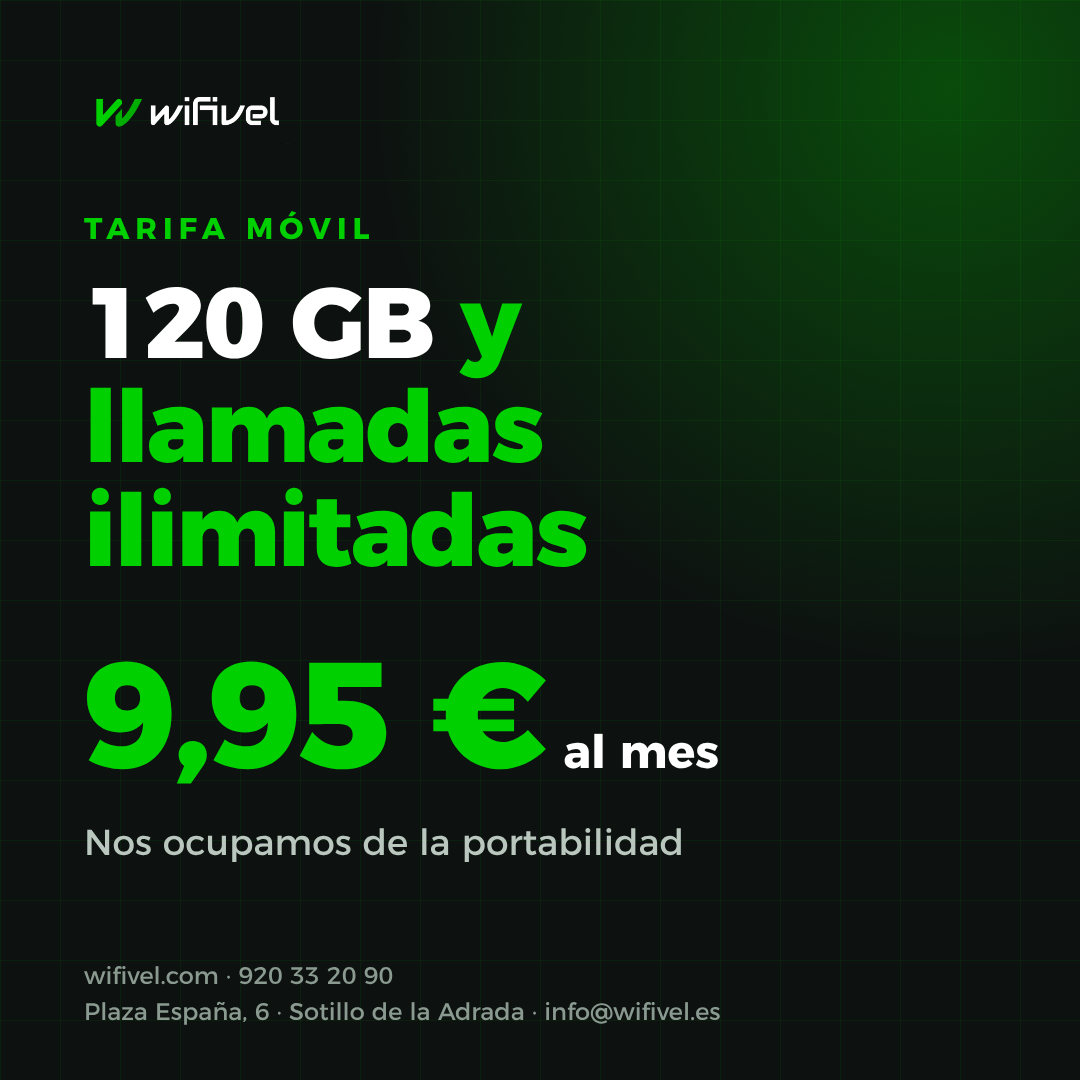 wifivel
TARIFA MÓVIL
120 GB y
llamadas
ilimitadas
9,95 € al mes
Nos ocupamos de la portabilidad
wifivel.com · 920 33 20 90
Plaza España, 6 · Sotillo de la Adrada · info@wifivel.es